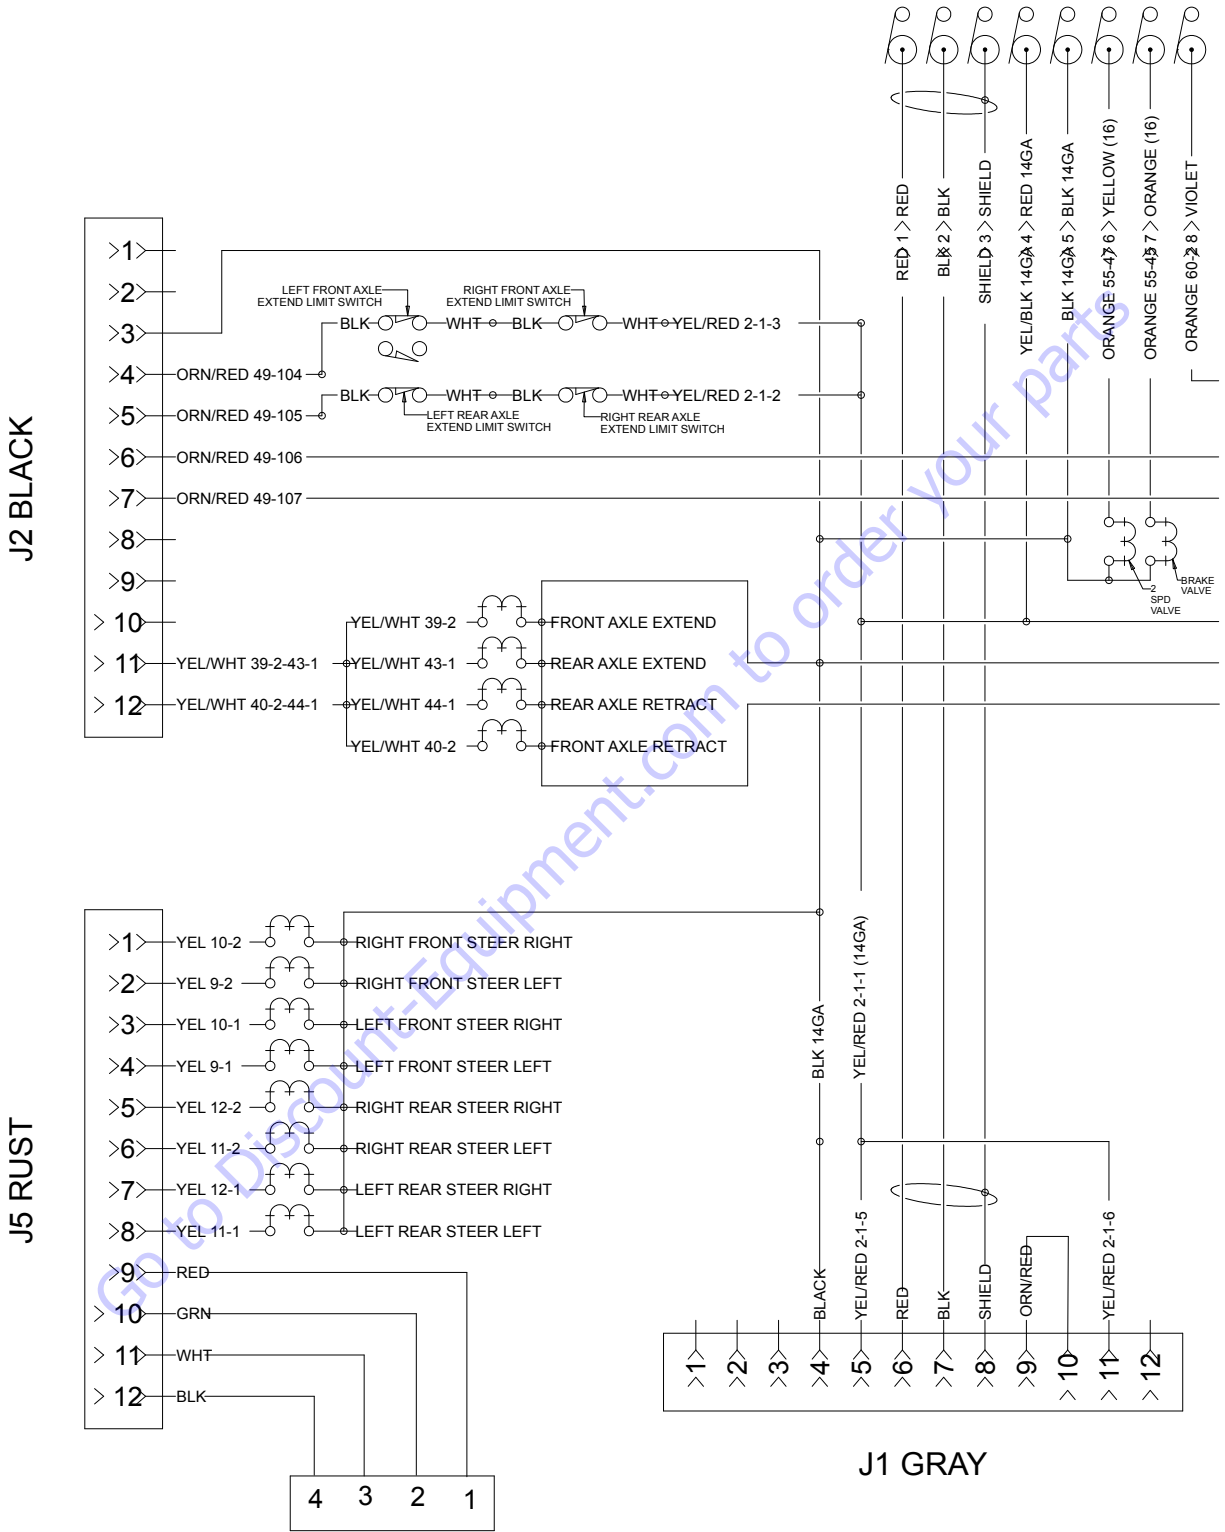 RED 1 RED
BLK 2 BLK
SHIELD 3 SHIELD
YEL/BLK 14GA 4 RED 14GA
BLK 14GA 5 BLK 14GA
ORANGE 55-47 6 YELLOW (16)
ORANGE 55-45 7 ORANGE (16)
ORANGE 60-2 8 VIOLET
J2 BLACK
1
2
3
4 ORN/RED 49-104
5 ORN/RED 49-105
6 ORN/RED 49-106
7 ORN/RED 49-107
8
9
10
11 YEL/WHT 39-2-43-1
12 YEL/WHT 40-2-44-1
LEFT FRONT AXLE
EXTEND LIMIT SWITCH
RIGHT FRONT AXLE
EXTEND LIMIT SWITCH
BLK WHT BLK WHT YEL/RED 2-1-3
BLK WHT BLK WHT YEL/RED 2-1-2
LEFT REAR AXLE
EXTEND LIMIT SWITCH
RIGHT REAR AXLE
EXTEND LIMIT SWITCH
2
SPD
VALVE
BRAKE
VALVE
YEL/WHT 39-2 FRONT AXLE EXTEND
YEL/WHT 43-1 REAR AXLE EXTEND
YEL/WHT 44-1 REAR AXLE RETRACT
YEL/WHT 40-2 FRONT AXLE RETRACT
J5 RUST
1 YEL 10-2 RIGHT FRONT STEER RIGHT
2 YEL 9-2 RIGHT FRONT STEER LEFT
3 YEL 10-1 LEFT FRONT STEER RIGHT
4 YEL 9-1 LEFT FRONT STEER LEFT
5 YEL 12-2 RIGHT REAR STEER RIGHT
6 YEL 11-2 RIGHT REAR STEER LEFT
7 YEL 12-1 LEFT REAR STEER RIGHT
8 YEL 11-1 LEFT REAR STEER LEFT
9 RED
10 GRN
11 WHT
12 BLK
4 3 2 1
BLK 14GA
YEL/RED 2-1-1 (14GA)
BLACK
YEL/RED 2-1-5
RED
BLK
SHIELD
ORN/RED
YEL/RED 2-1-6
1 2 3 4 5 6 7 8 9 10 11 12
J1 GRAY
Go to Discount-Equipment.com to order your parts